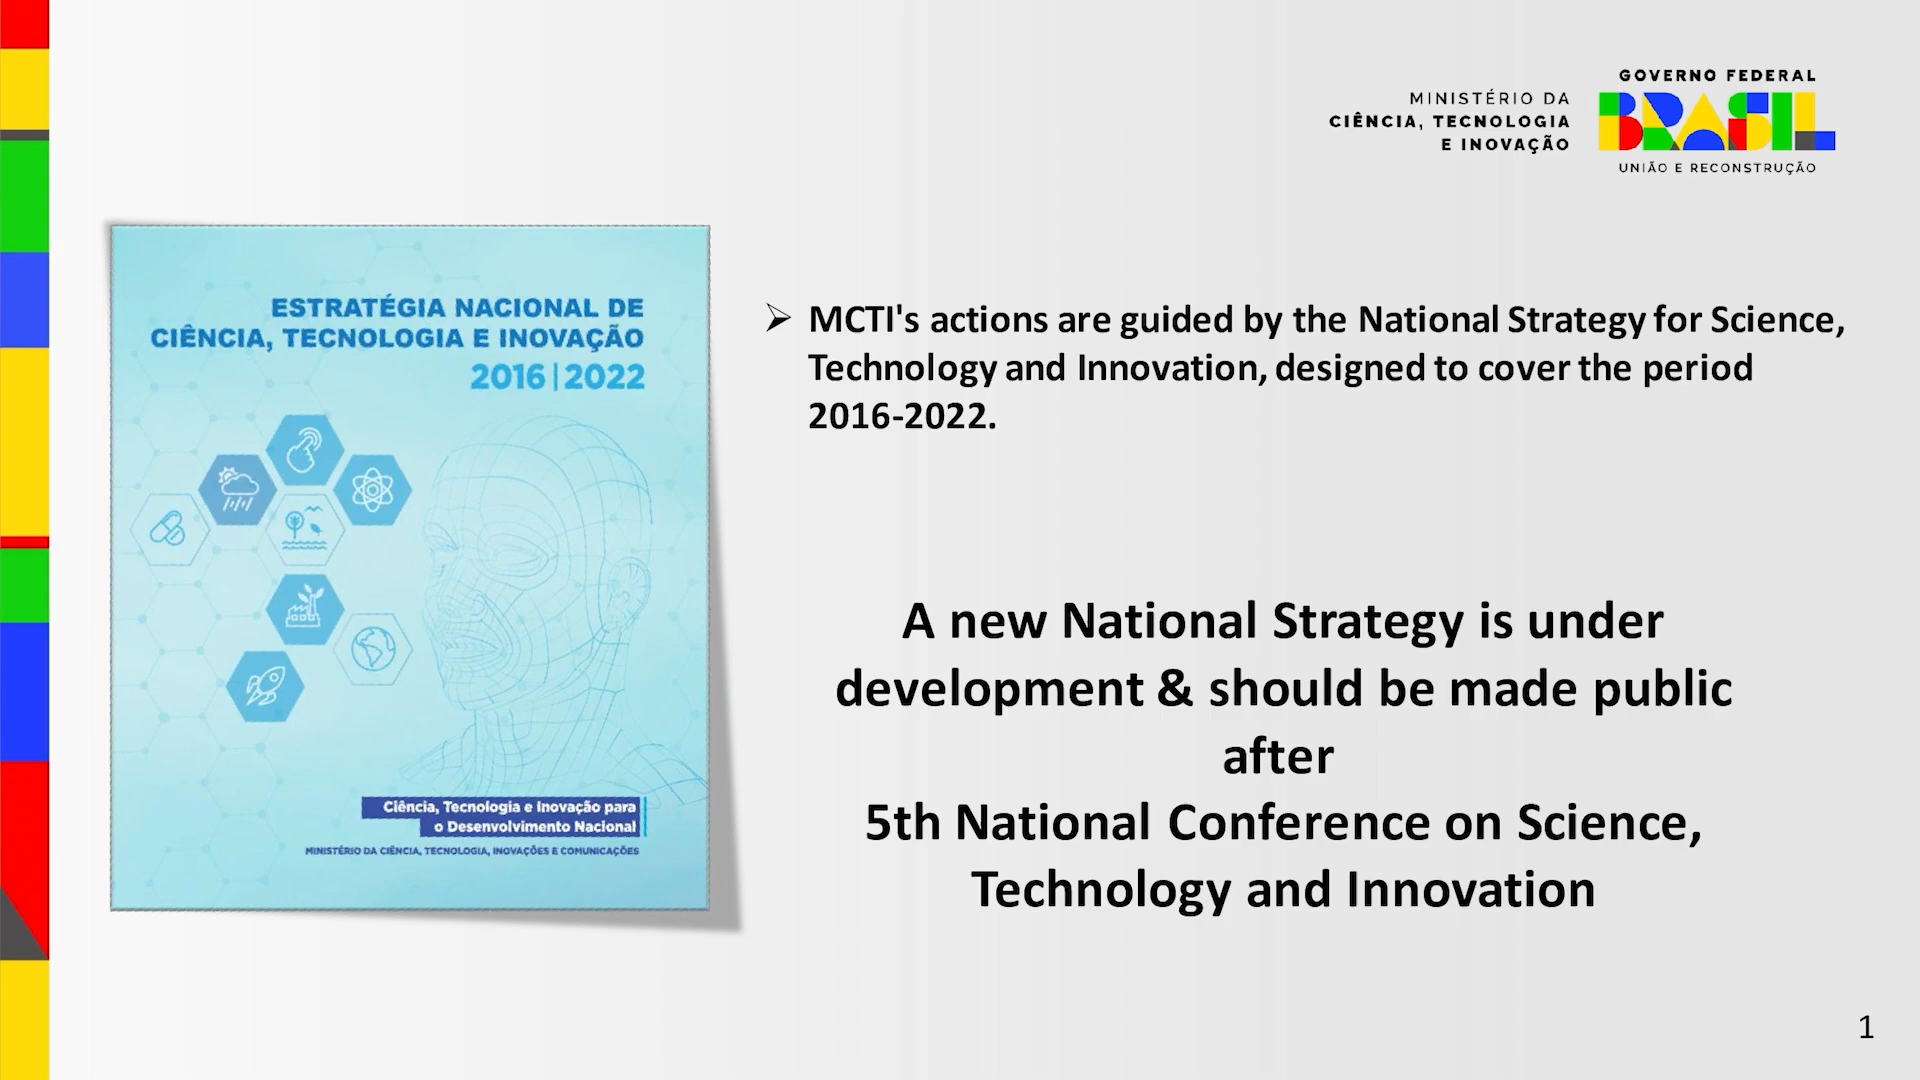 GOVERNO FEDERAL
MINISTÉRIO DA
CIÊNCIA, TECNOLOGIA
E INOVAÇÃO
BRASIL
UNIÃO E RECONSTRUÇÃO
ESTRATÉGIA NACIONAL DE
CIÊNCIA, TECNOLOGIA E INOVAÇÃO
2016 | 2022
Ciência, Tecnologia e Inovação para
o Desenvolvimento Nacional
MINISTÉRIO DA CIÊNCIA, TECNOLOGIA, INOVAÇÕES E COMUNICAÇÕES
MCTI's actions are guided by the National Strategy for Science,
Technology and Innovation, designed to cover the period
2016-2022.
A new National Strategy is under
development & should be made public
after
5th National Conference on Science,
Technology and Innovation
1